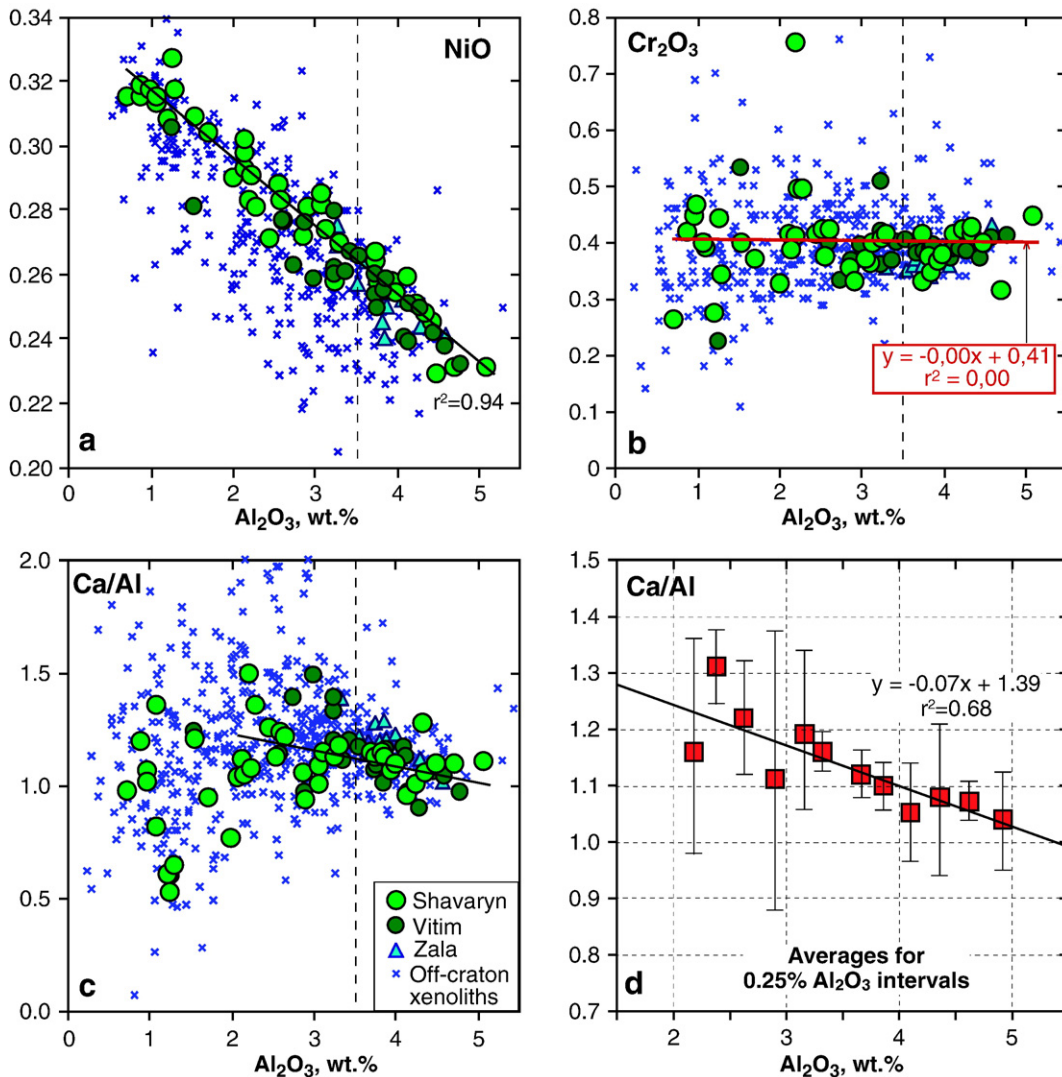 0.34
0.32
0.30
0.28
0.26
0.24
0.22
0.20
NiO
r²=0.94
a
0 1 2 3 4 5
Al₂O₃, wt.%
0.8
0.7
0.6
0.5
0.4
0.3
0.2
0.1
0
Cr₂O₃
y = -0,00x + 0,41
r² = 0,00
b
0 1 2 3 4 5
Al₂O₃, wt.%
2.0
1.5
1.0
0.5
0.0
Ca/Al
Shavaryn
Vitim
Zala
Off-craton
xenoliths
c
0 1 2 3 4 5
Al₂O₃, wt.%
1.5
1.4
1.3
1.2
1.1
1.0
0.9
0.8
0.7
Ca/Al
y = -0.07x + 1.39
r²=0.68
Averages for
0.25% Al₂O₃ intervals
d
2 3 4 5
Al₂O₃, wt.%